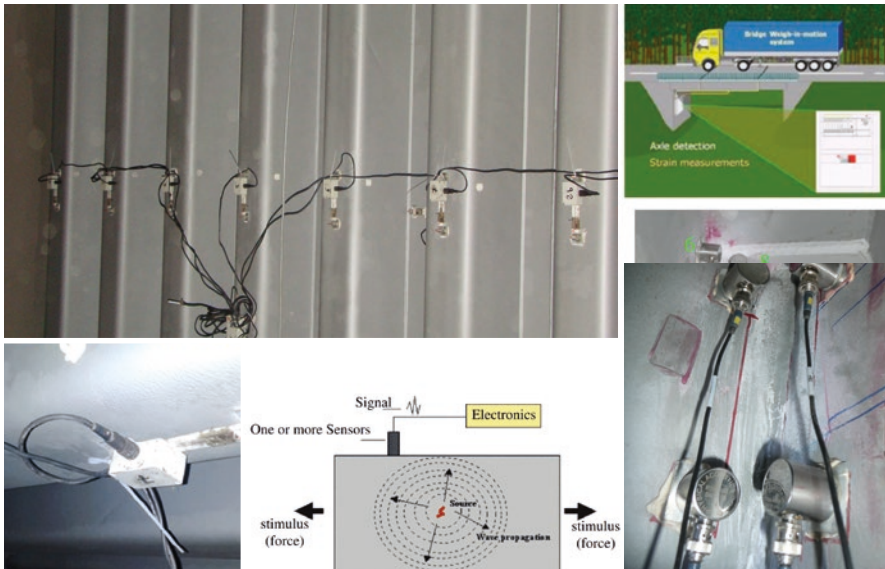 Bridge Weigh-in-motion
system
Axle detection
Strain measurements
Signal
Electronics
One or more Sensors
Source
Wave propagation
stimulus
(force)
stimulus
(force)